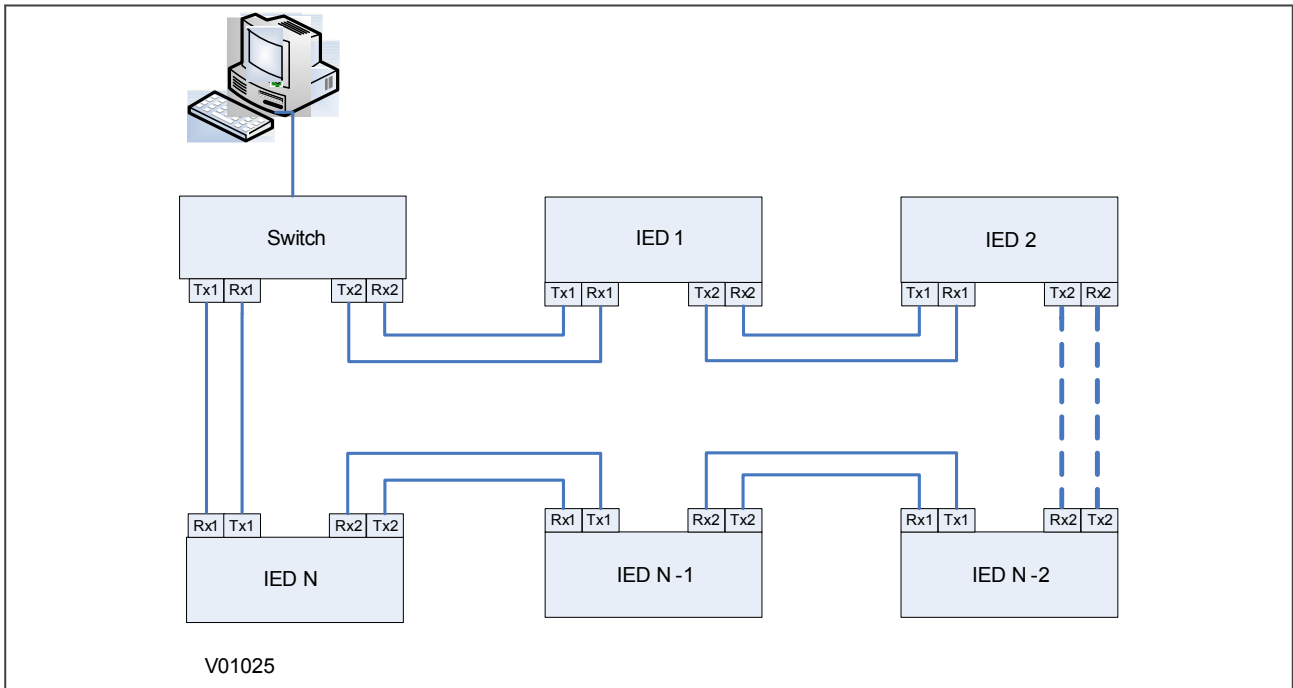 Switch
IED 1
IED 2
Tx1 Rx1 Tx2 Rx2
Tx1 Rx1 Tx2 Rx2
Tx1 Rx1 Tx2 Rx2
Rx1 Tx1 Rx2 Tx2
Rx1 Tx1 Rx2 Tx2
Rx1 Tx1 Rx2 Tx2
IED N
IED N -1
IED N -2
V01025